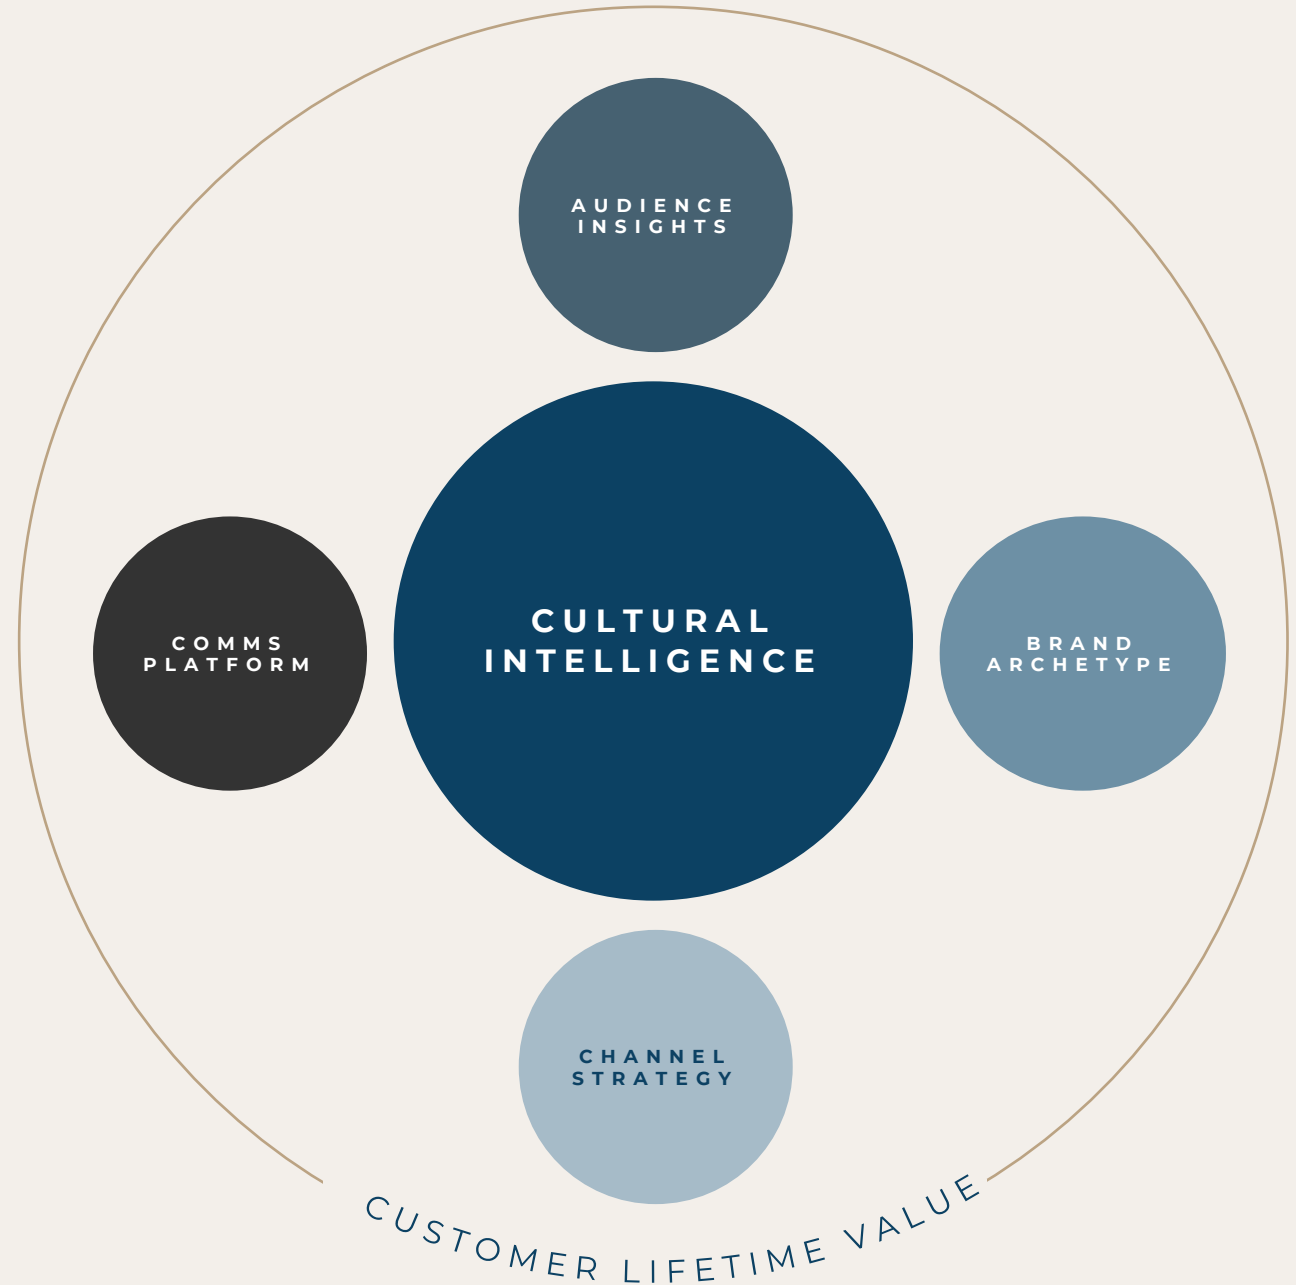 AUDIENCE
INSIGHTS
CULTURAL
INTELLIGENCE
COMMS
PLATFORM
BRAND
ARCHETYPE
CHANNEL
STRATEGY
CUSTOMER LIFETIME VALUE